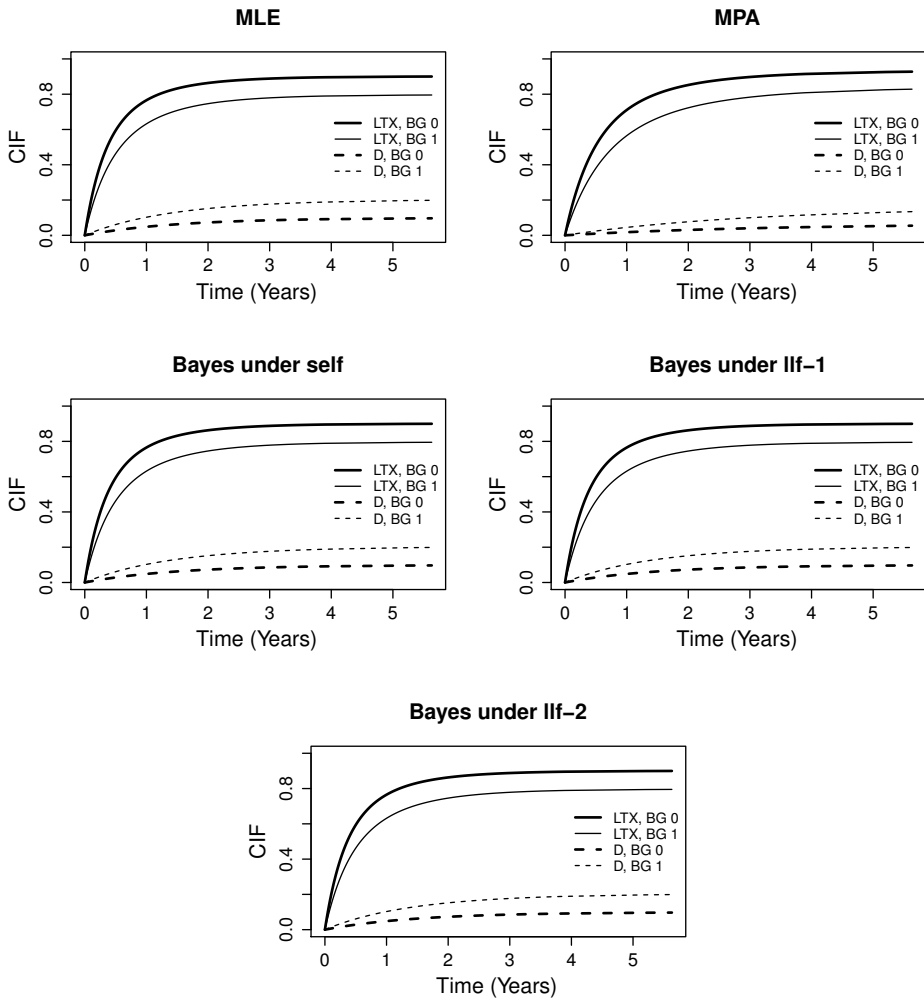 MLE
CIF
0.0 0.4 0.8
LTX, BG 0
LTX, BG 1
D, BG 0
D, BG 1
0 1 2 3 4 5
Time (Years)
MPA
CIF
0.0 0.4 0.8
LTX, BG 0
LTX, BG 1
D, BG 0
D, BG 1
0 1 2 3 4 5
Time (Years)
Bayes under self
CIF
0.0 0.4 0.8
LTX, BG 0
LTX, BG 1
D, BG 0
D, BG 1
0 1 2 3 4 5
Time (Years)
Bayes under llf−1
CIF
0.0 0.4 0.8
LTX, BG 0
LTX, BG 1
D, BG 0
D, BG 1
0 1 2 3 4 5
Time (Years)
Bayes under llf−2
CIF
0.0 0.4 0.8
LTX, BG 0
LTX, BG 1
D, BG 0
D, BG 1
0 1 2 3 4 5
Time (Years)